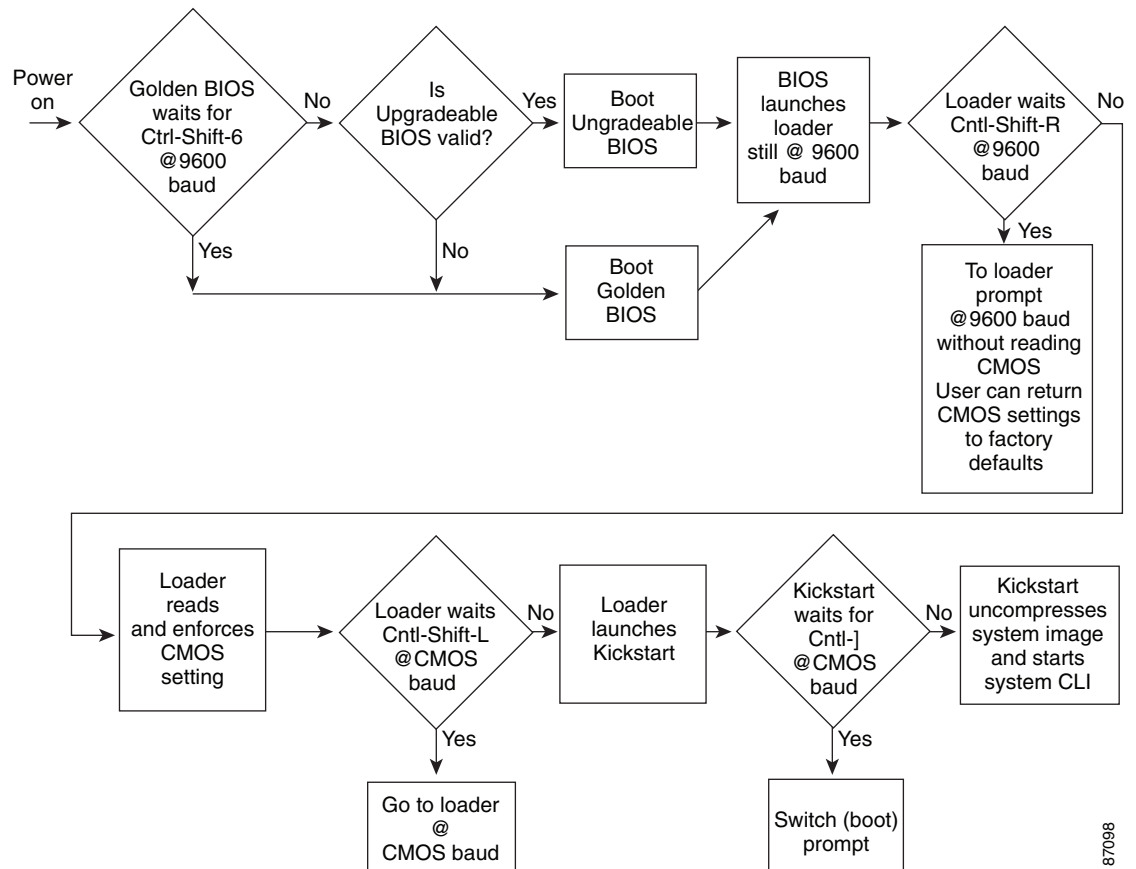 Power
on
Golden BIOS
waits for
Ctrl-Shift-6
@9600
baud
No
Yes
Is
Upgradeable
BIOS valid?
Yes
No
Boot
Ungradeable
BIOS
Boot
Golden
BIOS
BIOS
launches
loader
still @ 9600
baud
Loader waits
Cntl-Shift-R
@9600
baud
No
Yes
To loader
prompt
@9600 baud
without reading
CMOS
User can return
CMOS settings
to factory
defaults
Loader
reads
and enforces
CMOS
setting
Loader waits
Cntl-Shift-L
@CMOS
baud
No
Yes
Go to loader
@
CMOS baud
Loader
launches
Kickstart
Kickstart
waits for
Cntl-]
@CMOS
baud
No
Yes
Switch (boot)
prompt
Kickstart
uncompresses
system image
and starts
system CLI
87098